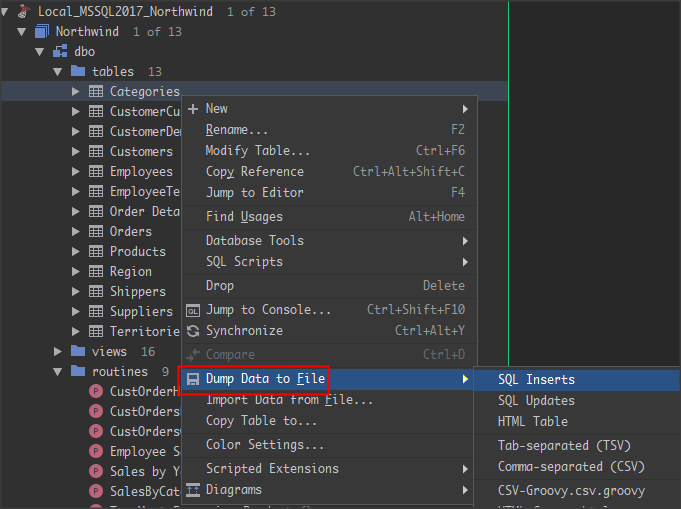 Local_MSSQL2017_Northwind 1 of 13
Northwind 1 of 13
dbo
tables 13
Categories
CustomerCu
CustomerDe
Customers
Employees
EmployeeTe
Order Deta
Orders
Products
Region
Shippers
Suppliers
Territories
views 16
routines 9
CustOrderH
CustOrders
CustOrders
Employee S
Sales by Y
SalesByCat
New
Rename... F2
Modify Table... Ctrl+F6
Copy Reference Ctrl+Alt+Shift+C
Jump to Editor F4
Find Usages Alt+Home
Database Tools
SQL Scripts
Drop Delete
QL Jump to Console... Ctrl+Shift+F10
Synchronize Ctrl+Alt+Y
Compare Ctrl+D
Dump Data to File
Import Data from File...
Copy Table to...
Color Settings...
Scripted Extensions
Diagrams
SQL Inserts
SQL Updates
HTML Table
Tab-separated (TSV)
Comma-separated (CSV)
CSV-Groovy.csv.groovy